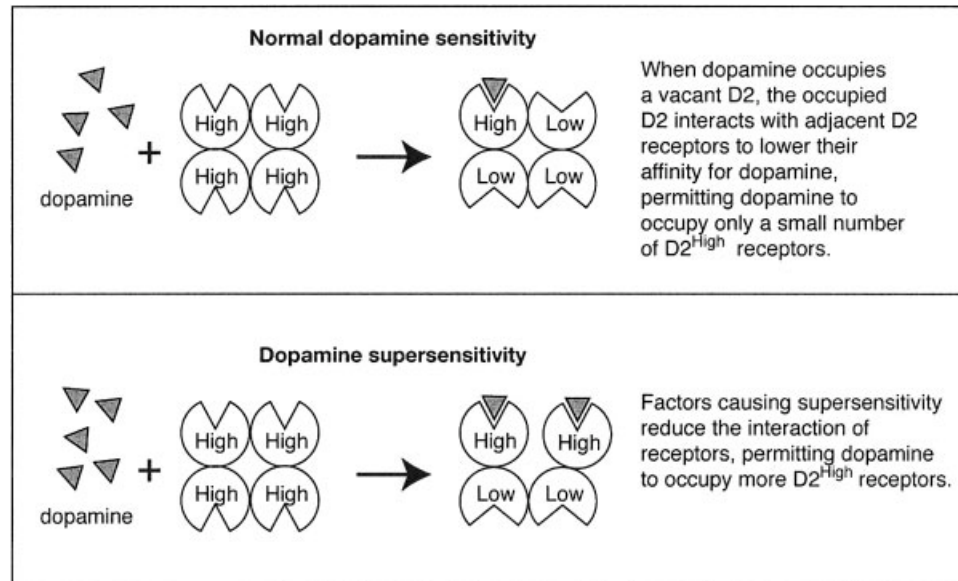 Normal dopamine sensitivity
dopamine
+
High High
High High
High Low
Low Low
When dopamine occupies
a vacant D2, the occupied
D2 interacts with adjacent D2
receptors to lower their
affinity for dopamine,
permitting dopamine to
occupy only a small number
of D2High receptors.
Dopamine supersensitivity
dopamine
+
High High
High High
High High
Low Low
Factors causing supersensitivity
reduce the interaction of
receptors, permitting dopamine
to occupy more D2High receptors.